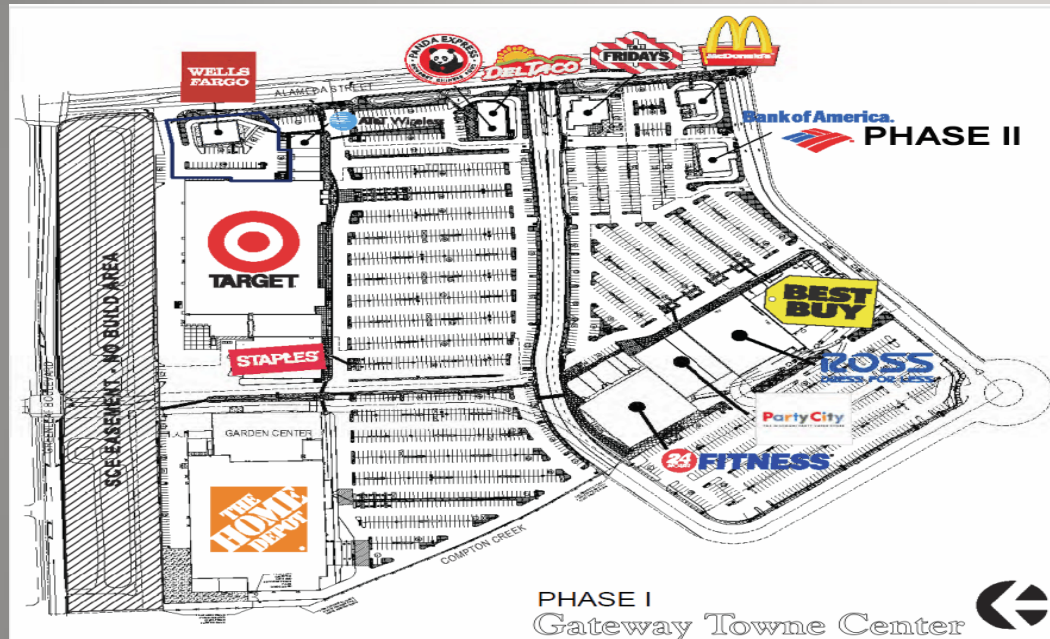 WELLS
FARGO
PANDA EXPRESS
DEL TACO
FRIDAYS
McDonald's
ALAMEDA STREET
at&t Wireless
Bank of America.
PHASE II
TARGET
BEST
BUY
STAPLES
ROSS
DRESS FOR LESS
SCE EASEMENT - NO BUILD AREA
GARDEN CENTER
Party City
24
FITNESS
THE
HOME
DEPOT
COMPTON CREEK
PHASE I
Gateway Towne Center